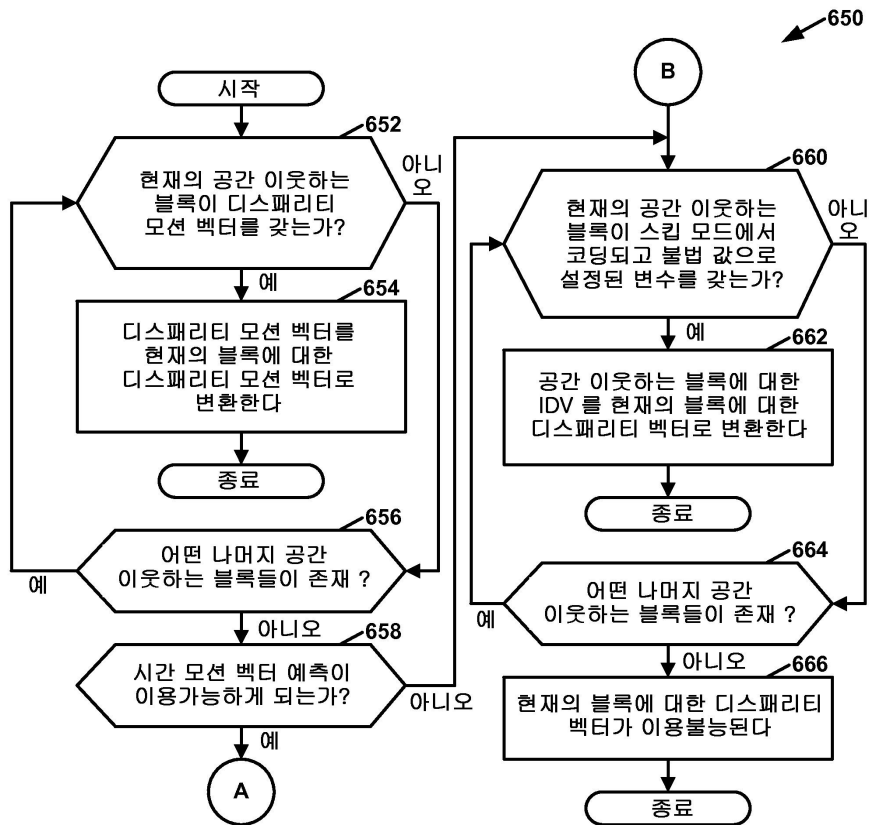 650
시작
652
현재의 공간 이웃하는
블록이 디스패리티
모션 벡터를 갖는가?
아니
오
예
654
디스패리티 모션 벡터를
현재의 블록에 대한
디스패리티 모션 벡터로
변환한다
종료
656
어떤 나머지 공간
이웃하는 블록들이 존재 ?
예
아니오
658
시간 모션 벡터 예측이
이용가능하게 되는가?
아니오
예
A
B
660
현재의 공간 이웃하는
블록이 스킵 모드에서
코딩되고 불법 값으로
설정된 변수를 갖는가?
아니
오
예
662
공간 이웃하는 블록에 대한
IDV 를 현재의 블록에 대한
디스패리티 벡터로 변환한다
종료
664
어떤 나머지 공간
이웃하는 블록들이 존재 ?
예
아니오
666
현재의 블록에 대한 디스패리티
벡터가 이용불능된다
종료